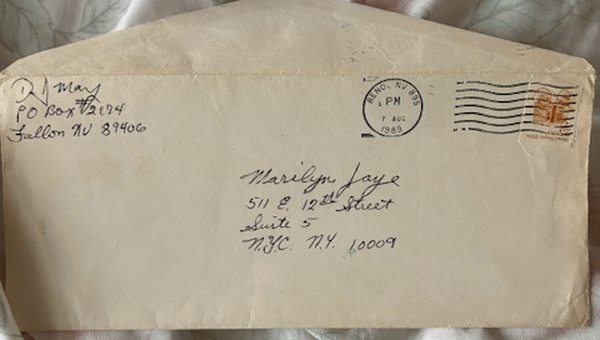 D J May
PO Box #2174
Fallon NV 89406
RENO, NV 895
PM
7 AUG
1989
Marilyn Jaye
511 E. 12th Street
Suite 5
N.Y.C. N.Y. 10009